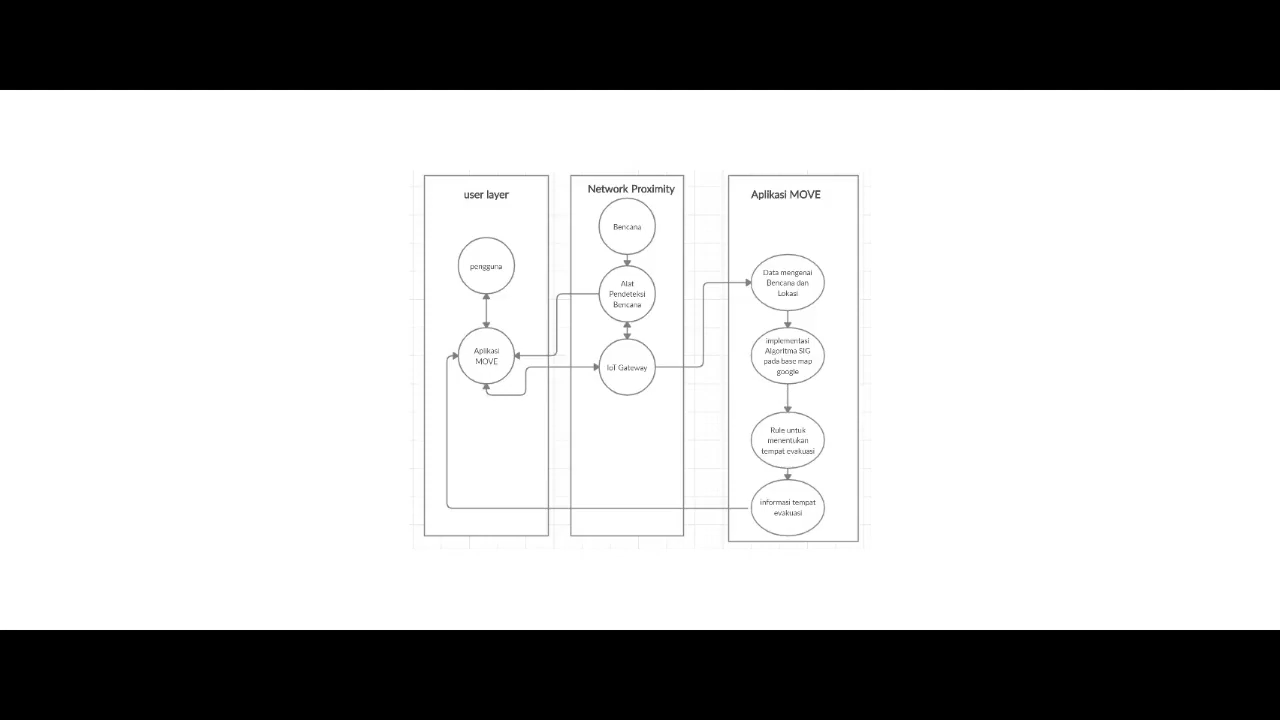 user layer
pengguna
Aplikasi
MOVE
Network Proximity
Bencana
Alat
Pendeteksi
Bencana
IoT Gateway
Aplikasi MOVE
Data mengenai
Bencana dan
Lokasi
implementasi
Algoritma SIG
pada base map
google
Rule untuk
menentukan
tempat evakuasi
informasi tempat
evakuasi